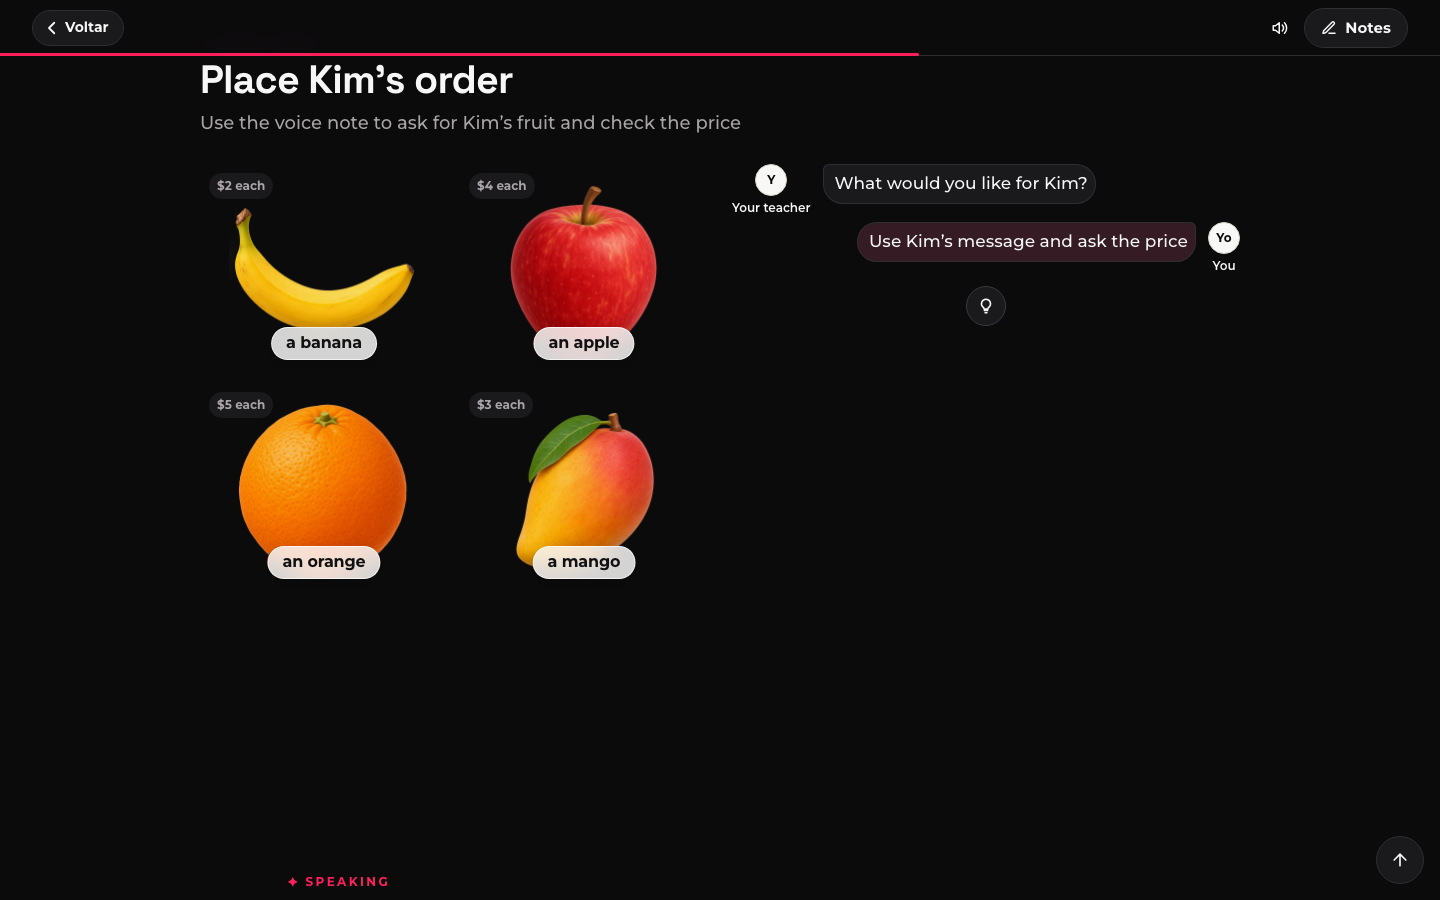 Voltar
Notes
Place Kim’s order
Use the voice note to ask for Kim’s fruit and check the price
$2 each
a banana
$4 each
an apple
$5 each
an orange
$3 each
a mango
Y
Your teacher
What would you like for Kim?
Use Kim’s message and ask the price
Yo
You
SPEAKING